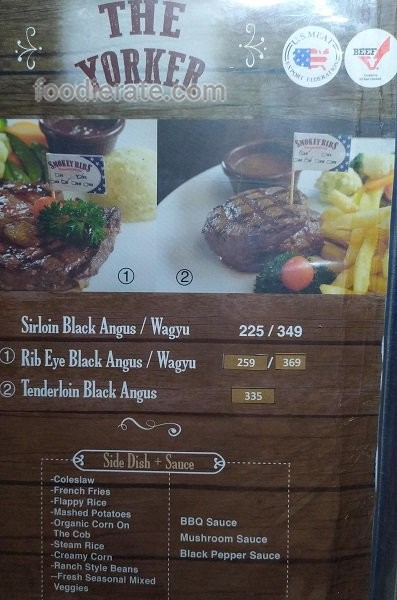 THE
YORKER
foodierate.com
U.S. MEAT
EXPORT FEDERATION
BEEF
SMOKEY RIBS
SMOKEY RIBS
① ②
Sirloin Black Angus / Wagyu 225 / 349
① Rib Eye Black Angus / Wagyu 259 / 369
② Tenderloin Black Angus 335
Side Dish + Sauce
-Coleslaw
-French Fries
-Flappy Rice
-Mashed Potatoes
-Organic Corn On
The Cob
-Steam Rice
-Creamy Corn
-Ranch Style Beans
--Fresh Seasonal Mixed
Veggies
BBQ Sauce
Mushroom Sauce
Black Pepper Sauce